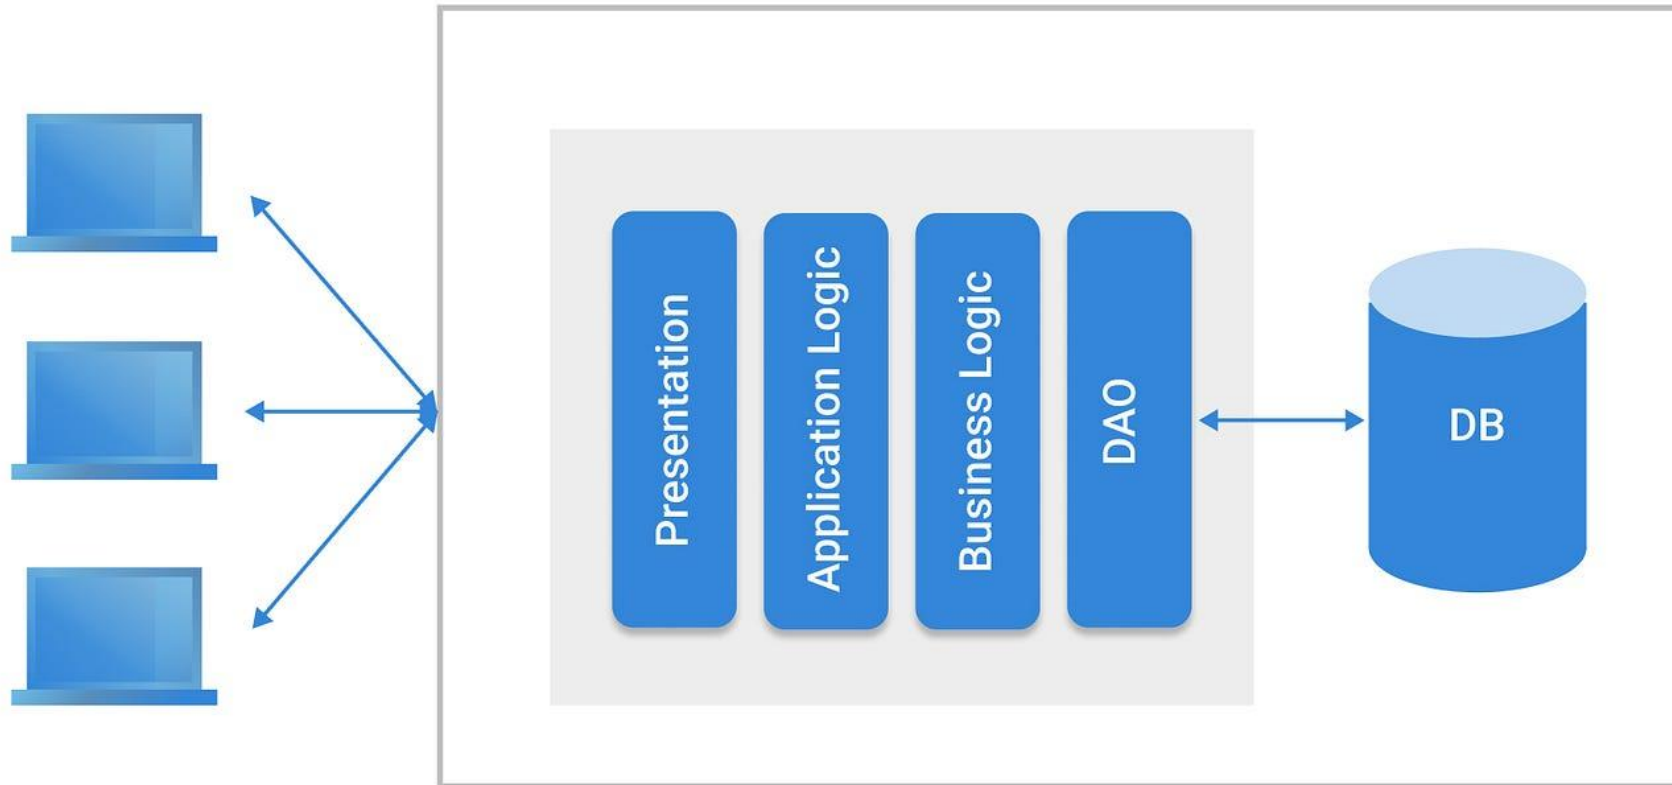 Presentation
Application Logic
Business Logic
DAO
DB